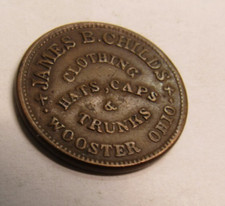 JAMES E. CHILDS
CLOTHING
HATS, CAPS
&
TRUNKS
WOOSTER OHIO